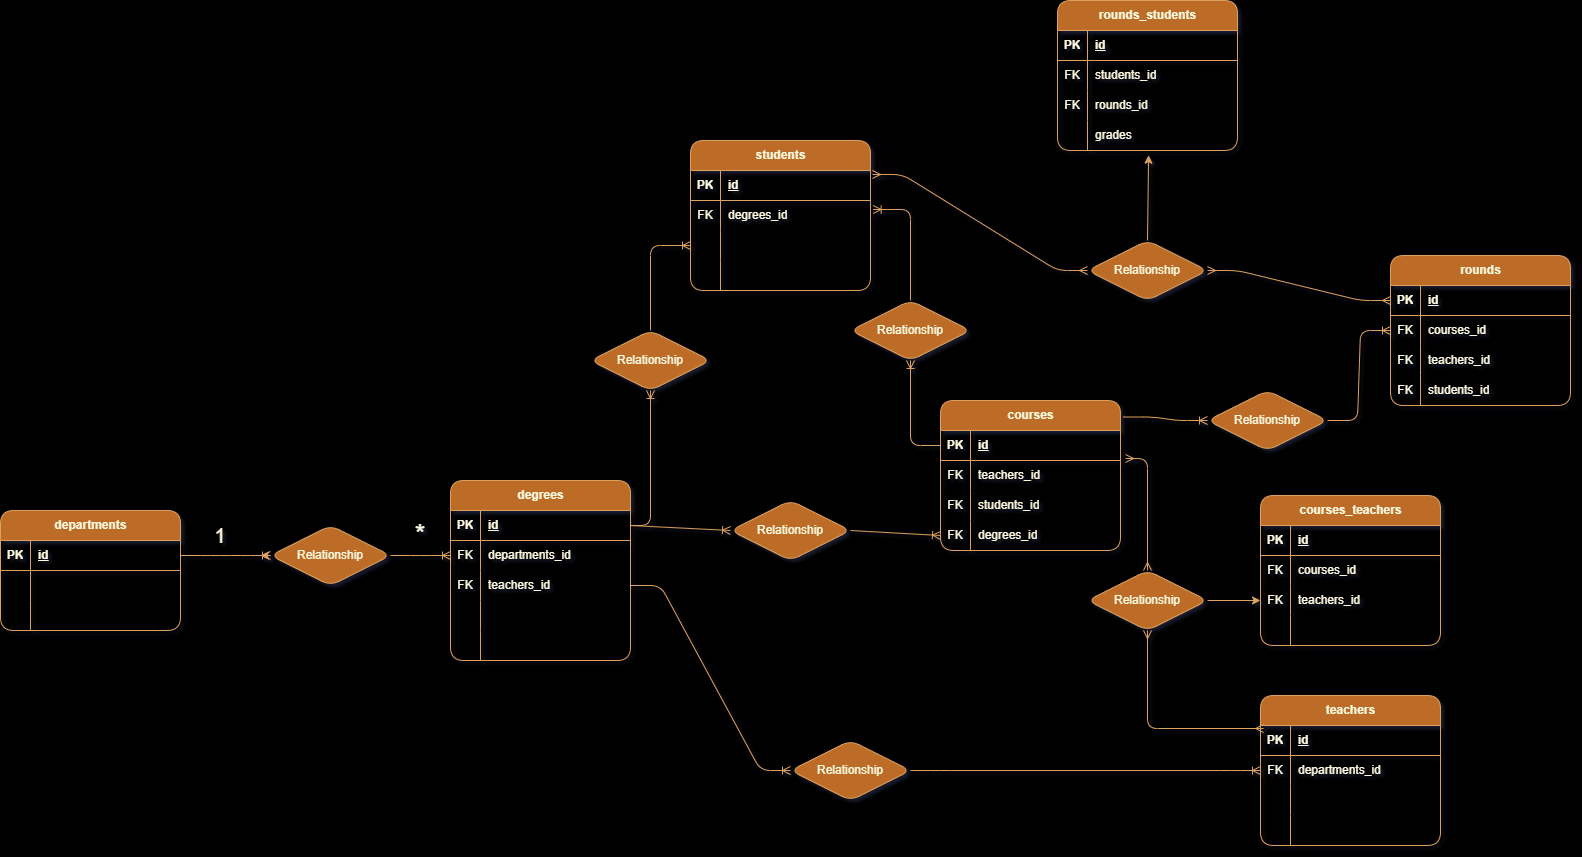 rounds_students
PK id
FK students_id
FK rounds_id
grades
students
PK id
FK degrees_id
Relationship
rounds
PK id
FK courses_id
FK teachers_id
FK students_id
Relationship
Relationship
courses
PK id
FK teachers_id
FK students_id
FK degrees_id
Relationship
degrees
PK id
FK departments_id
FK teachers_id
departments
PK id
1
Relationship
*
Relationship
courses_teachers
PK id
FK courses_id
FK teachers_id
Relationship
teachers
PK id
FK departments_id
Relationship